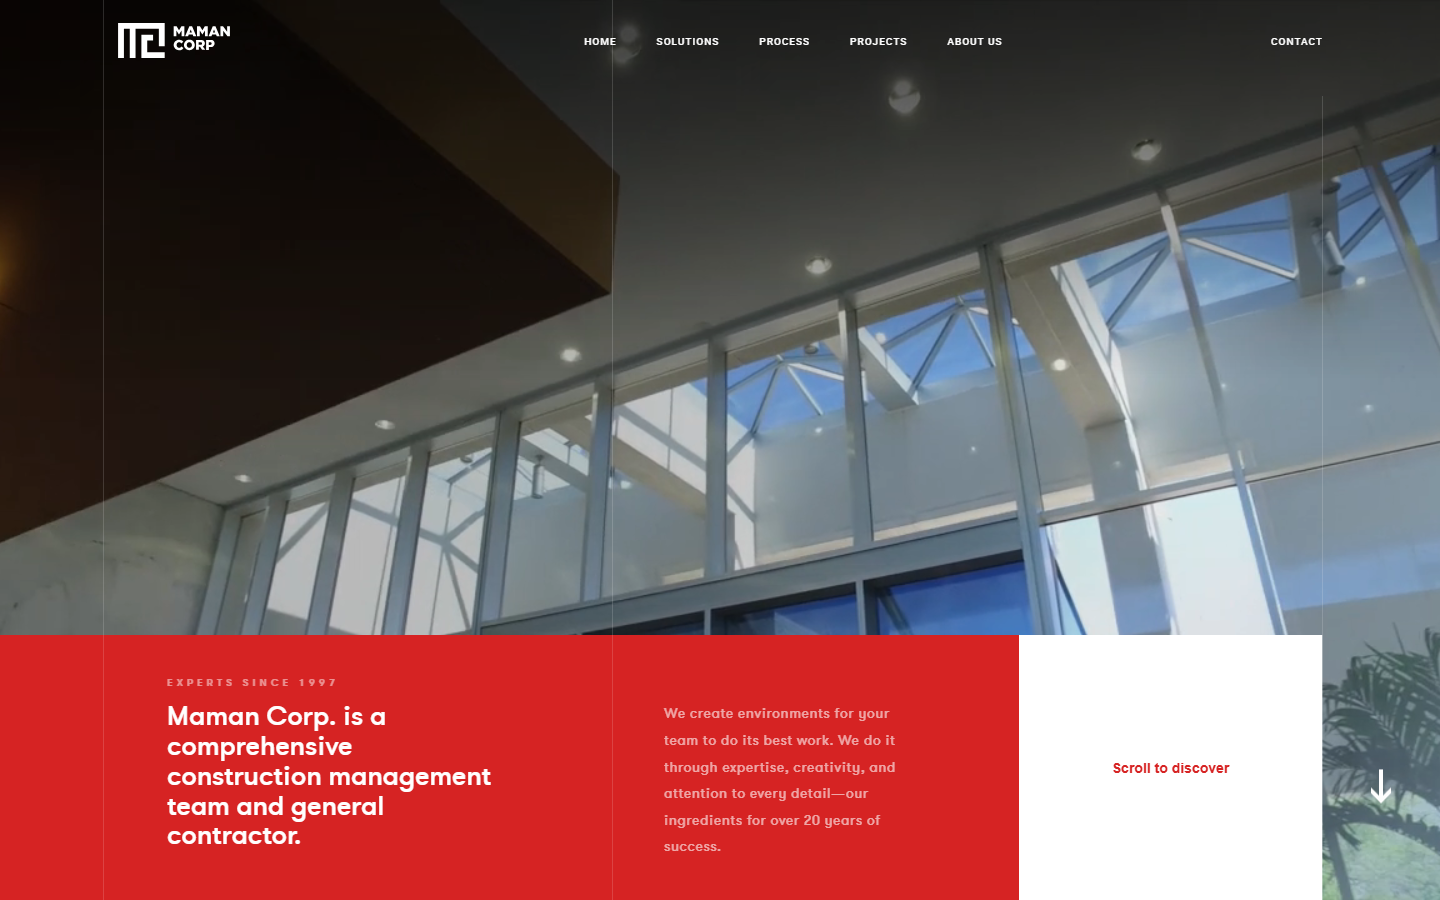 MAMAN
CORP
HOME
SOLUTIONS
PROCESS
PROJECTS
ABOUT US
CONTACT
EXPERTS SINCE 1997
Maman Corp. is a
comprehensive
construction management
team and general
contractor.
We create environments for your
team to do its best work. We do it
through expertise, creativity, and
attention to every detail—our
ingredients for over 20 years of
success.
Scroll to discover